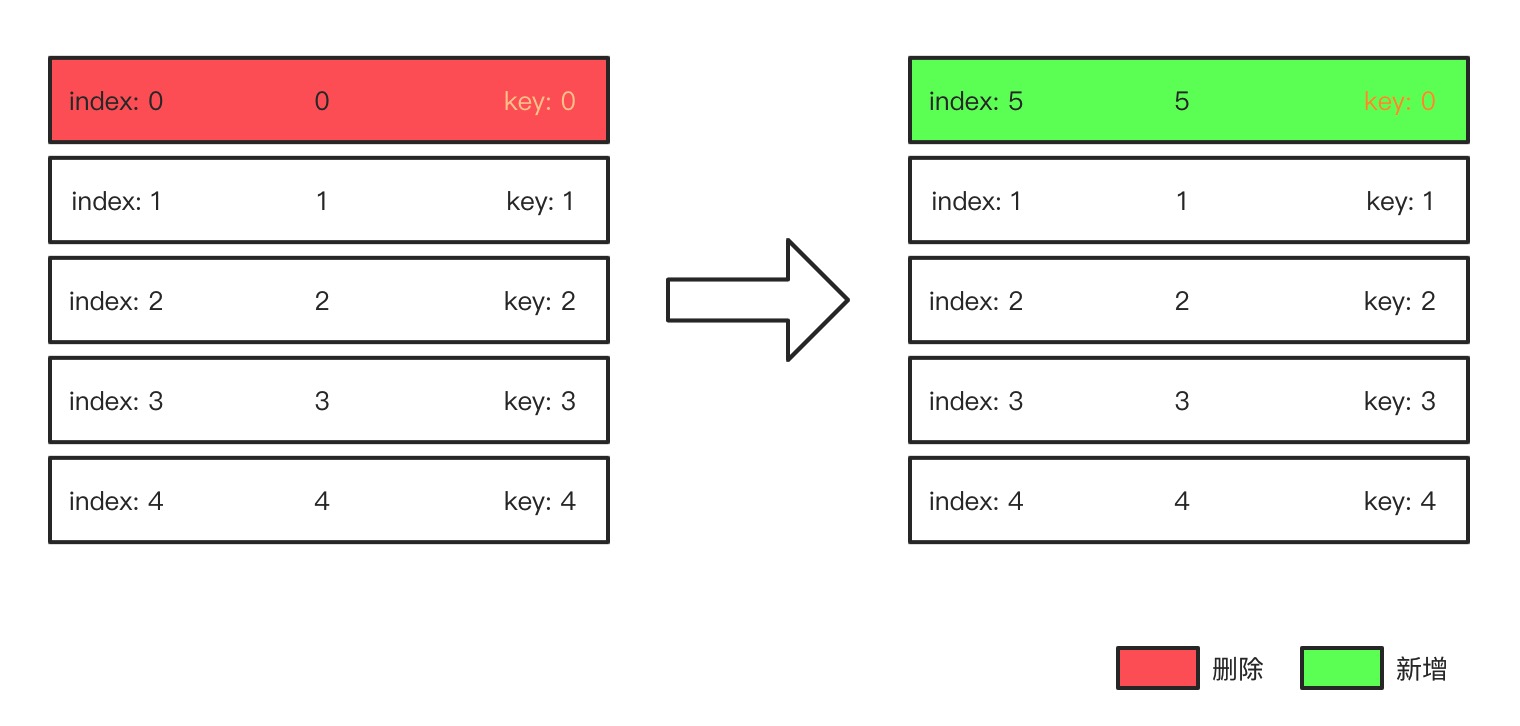 index: 0 0 key: 0
index: 1 1 key: 1
index: 2 2 key: 2
index: 3 3 key: 3
index: 4 4 key: 4
index: 5 5 key: 0
index: 1 1 key: 1
index: 2 2 key: 2
index: 3 3 key: 3
index: 4 4 key: 4
删除 新增